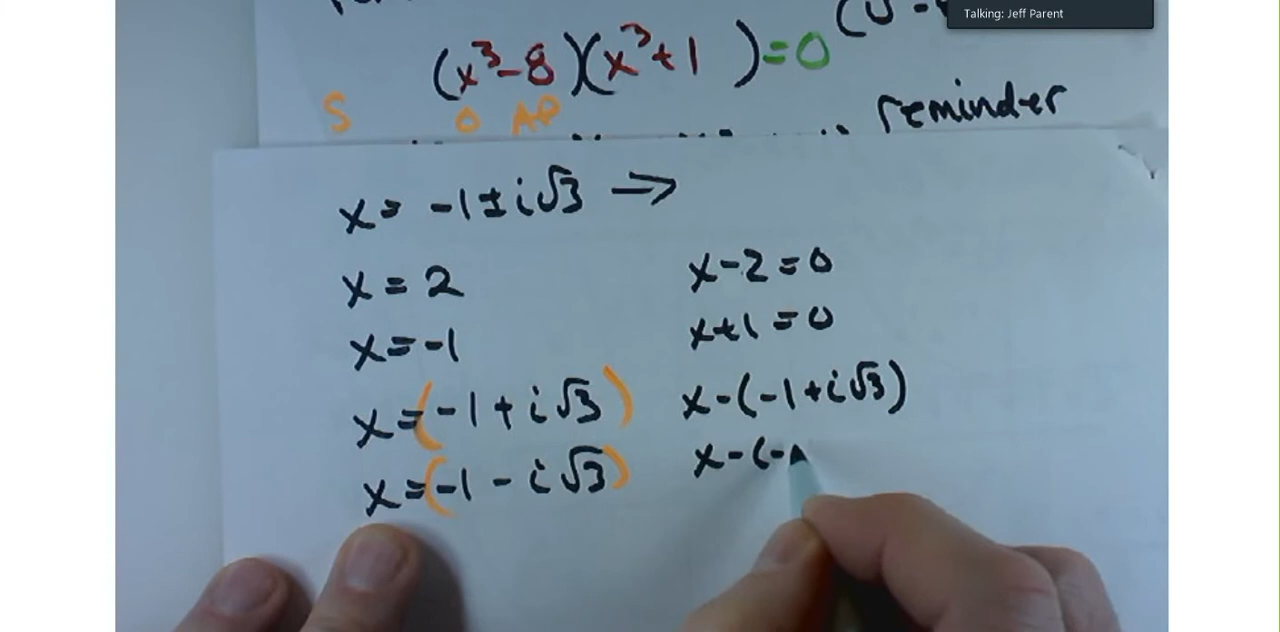 Talking: Jeff Parent
(x³-8)(x³+1)=0
S O AP
reminder
x= -1±i√3 ⇒
x=2 x-2=0
x=-1 x+1=0
x=(-1+i√3) x-(-1+i√3)
x=(-1-i√3) x-(-